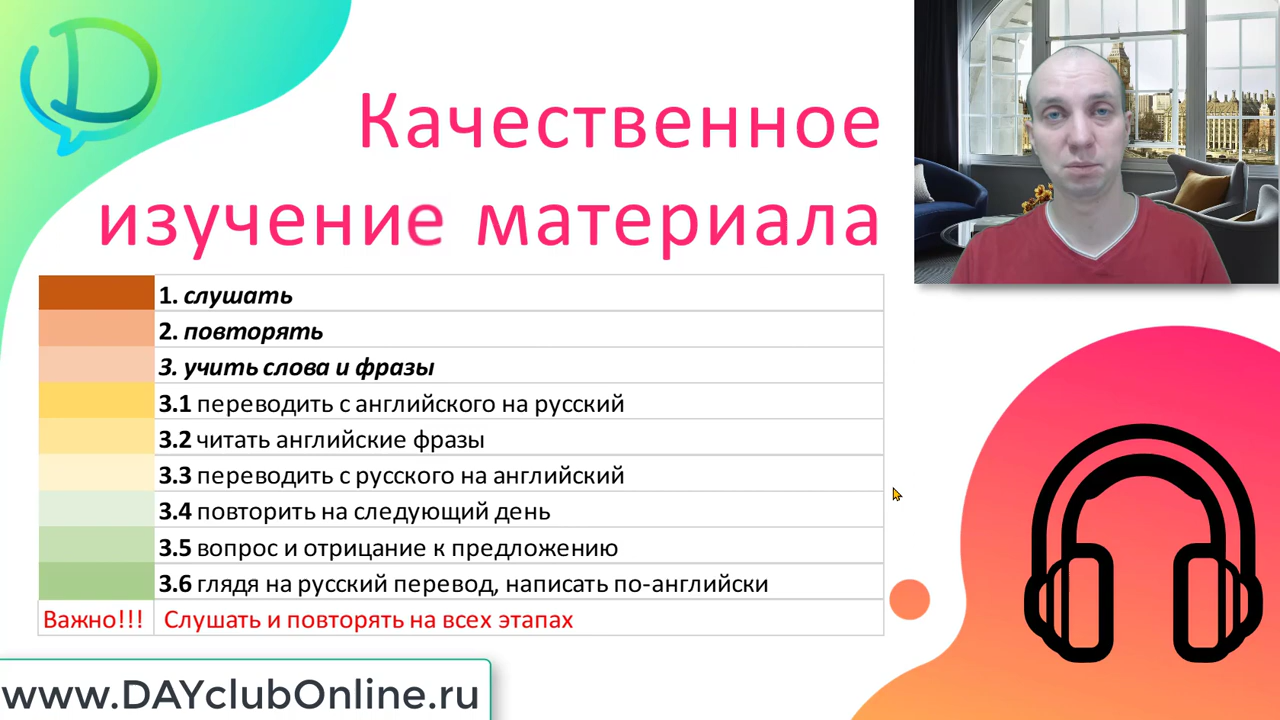 Качественное
изучение материала
1. слушать
2. повторять
3. учить слова и фразы
3.1 переводить с английского на русский
3.2 читать английские фразы
3.3 переводить с русского на английский
3.4 повторить на следующий день
3.5 вопрос и отрицание к предложению
3.6 глядя на русский перевод, написать по-английски
Важно!!! Слушать и повторять на всех этапах
www.DAYclubOnline.ru